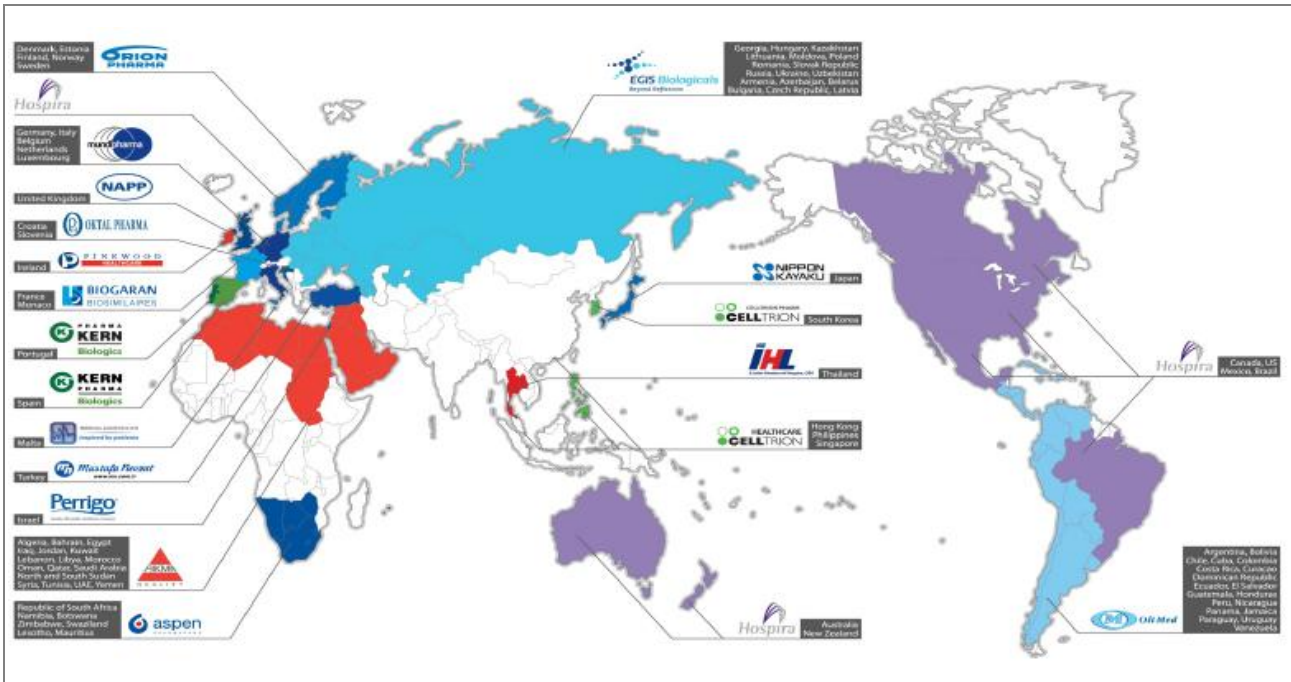 Denmark, Estonia
Finland, Norway
Sweden
ORION
PHARMA
Hospira
Germany, Italy
Belgium
Netherlands
Luxembourg
mundipharma
United Kingdom
NAPP
Croatia
Slovenia
OKTAL PHARMA
Ireland
PINEWOOD
HEALTHCARE
France
Monaco
BIOGARAN
BIOSIMILAIRES
Portugal
PHARMA
KERN
Biologics
Spain
KERN
PHARMA
Biologics
Malta
Turkey
Mustafa Nevzat
Israel
Perrigo
Algeria, Bahrain, Egypt
Iraq, Jordan, Kuwait
Lebanon, Libya, Morocco
Oman, Qatar, Saudi Arabia
North and South Sudan
Syria, Tunisia, UAE, Yemen
HIKMA
QUALITY
Republic of South Africa
Namibia, Botswana
Zimbabwe, Swaziland
Lesotho, Mauritius
aspen
EGIS Biologicals
Beyond Reflexion
Georgia, Hungary, Kazakhstan
Lithuania, Moldova, Poland
Romania, Slovak Republic
Russia, Ukraine, Uzbekistan
Armenia, Azerbaijan, Belarus
Bulgaria, Czech Republic, Latvia
NIPPON
KAYAKU
Japan
CELLTRION PHARM
CELLTRION
South Korea
iHL
Thailand
HEALTHCARE
CELLTRION
Hong Kong
Philippines
Singapore
Hospira
Australia
New Zealand
Hospira
Canada, US
Mexico, Brazil
OliMed
Argentina, Bolivia
Chile, Cuba, Colombia
Costa Rica, Curacao
Dominican Republic
Ecuador, El Salvador
Guatemala, Honduras
Peru, Nicaragua
Panama, Jamaica
Paraguay, Uruguay
Venezuela